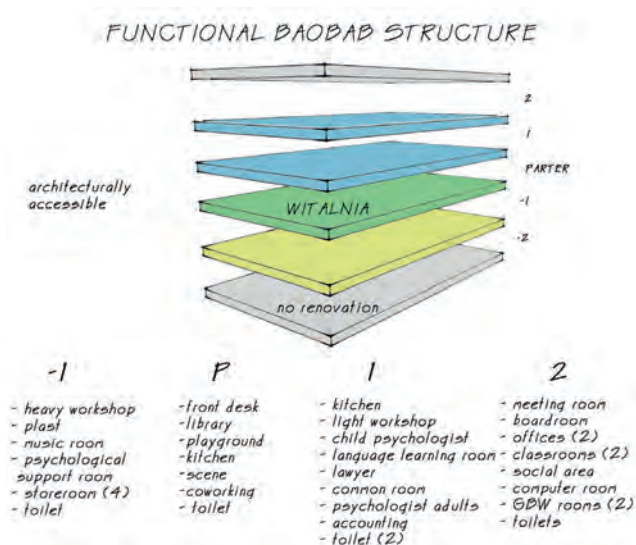 FUNCTIONAL BAOBAB STRUCTURE
2
1
PARTER
-1
-2
architecturally
accessible
WITALNIA
no renovation
-1
- heavy workshop
- plast
- music room
- psychological
support room
- storeroom (4)
- toilet
P
-front desk
-library
-playground
-kitchen
-scene
-coworking
- toilet
1
- kitchen
- light workshop
- child psychologist
- language learning room
- lawyer
- common room
- psychologist adults
- accounting
- toilet (2)
2
- meeting room
- boardroom
- offices (2)
- classrooms (2)
- social area
- computer room
- GBW rooms (2)
- toilets